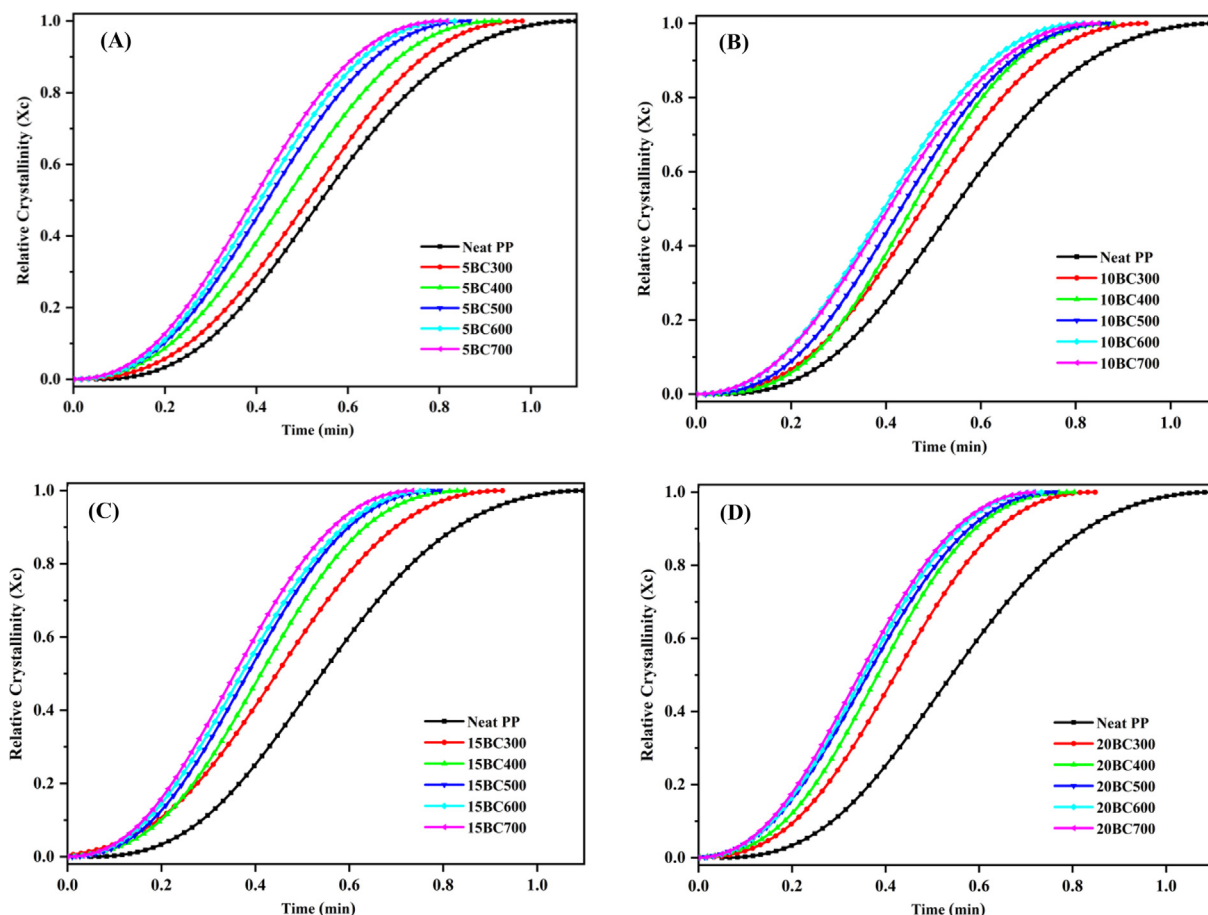 (A)
Relative Crystallinity (Xc)
1.0
0.8
0.6
0.4
0.2
0.0
Neat PP
5BC300
5BC400
5BC500
5BC600
5BC700
0.0 0.2 0.4 0.6 0.8 1.0
Time (min)
(B)
Relative Crystallinity (Xc)
1.0
0.8
0.6
0.4
0.2
0.0
Neat PP
10BC300
10BC400
10BC500
10BC600
10BC700
0.0 0.2 0.4 0.6 0.8 1.0
Time (min)
(C)
Relative Crystallinity (Xc)
1.0
0.8
0.6
0.4
0.2
0.0
Neat PP
15BC300
15BC400
15BC500
15BC600
15BC700
0.0 0.2 0.4 0.6 0.8 1.0
Time (min)
(D)
Relative Crystallinity (Xc)
1.0
0.8
0.6
0.4
0.2
0.0
Neat PP
20BC300
20BC400
20BC500
20BC600
20BC700
0.0 0.2 0.4 0.6 0.8 1.0
Time (min)